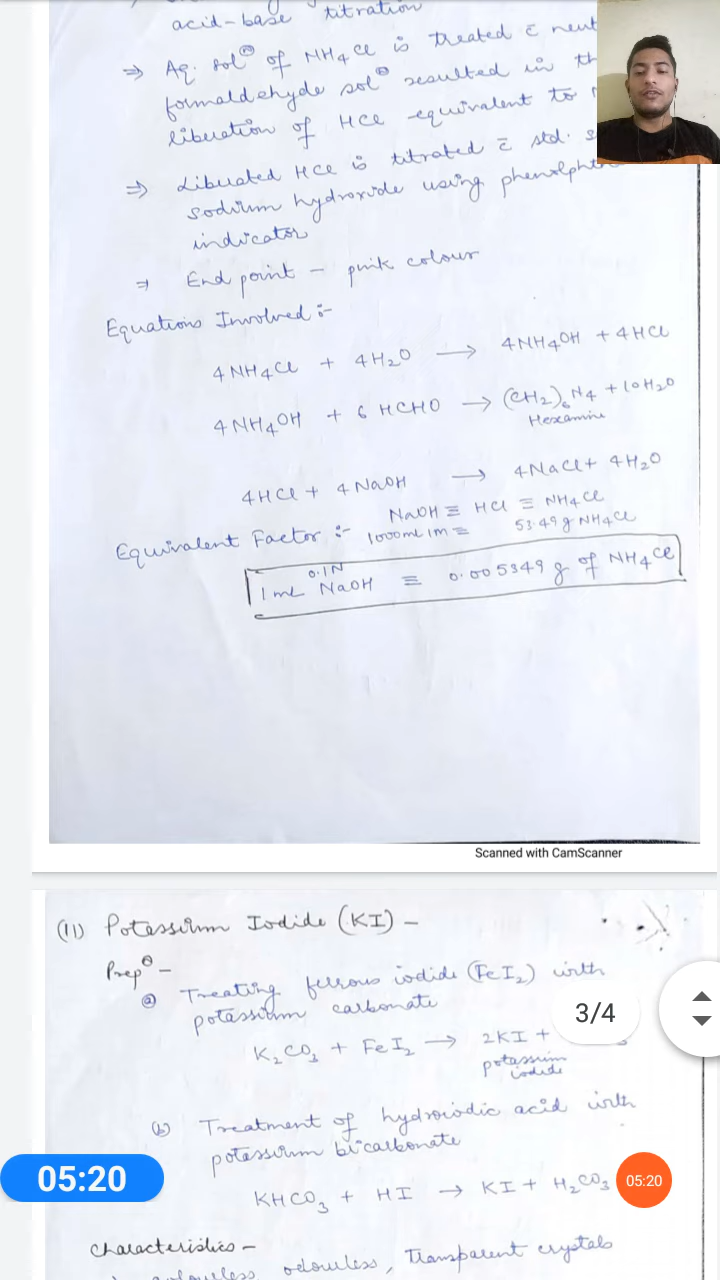 acid-base titration
⇒ Aq. solⁿ of NH4Cl is treated c̄ neut
formaldehyde solⁿ resulted in th
liberation of HCl equivalent to
⇒ Liberated HCl is titrated c̄ std. s
sodium hydroxide using phenolphth
indicator
⇒ End point - pink colour
Equations Involved :-
4NH4Cl + 4H2O → 4NH4OH + 4HCl
4NH4OH + 6HCHO → (CH2)6N4 + 10H2O
Hexamine
4HCl + 4NaOH → 4NaCl + 4H2O
NaOH ≡ HCl ≡ NH4Cl
Equivalent Factor :- 1000ml 1M ≡ 53.49g NH4Cl
1 mL 0.1N NaOH ≡ 0.005349 g of NH4Cl
Scanned with CamScanner
(11) Potassium Iodide (KI) -
Prepⁿ -
(a) Treating ferrous iodide (FeI2) with
potassium carbonate
3/4
K2CO3 + FeI2 → 2KI +
potassium
iodide
(b) Treatment of hydroiodic acid with
potassium bicarbonate
05:20
05:20
KHCO3 + HI → KI + H2CO3
Characteristics -
odourless, Transparent crystals